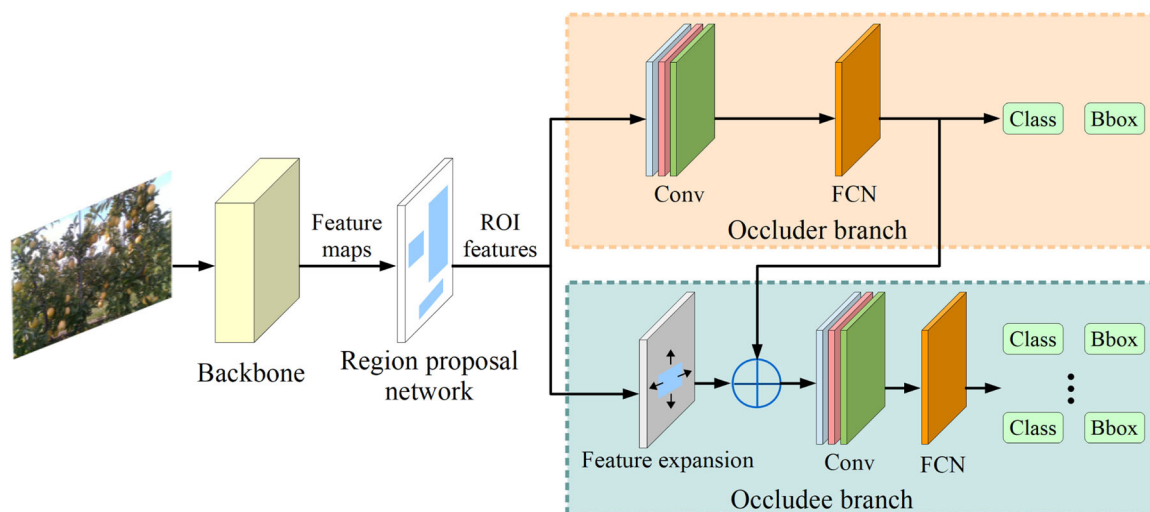 Backbone
Feature
maps
Region proposal
network
ROI
features
Conv
FCN
Class
Bbox
Occluder branch
Feature expansion
Conv
FCN
Class
Bbox
Class
Bbox
Occludee branch